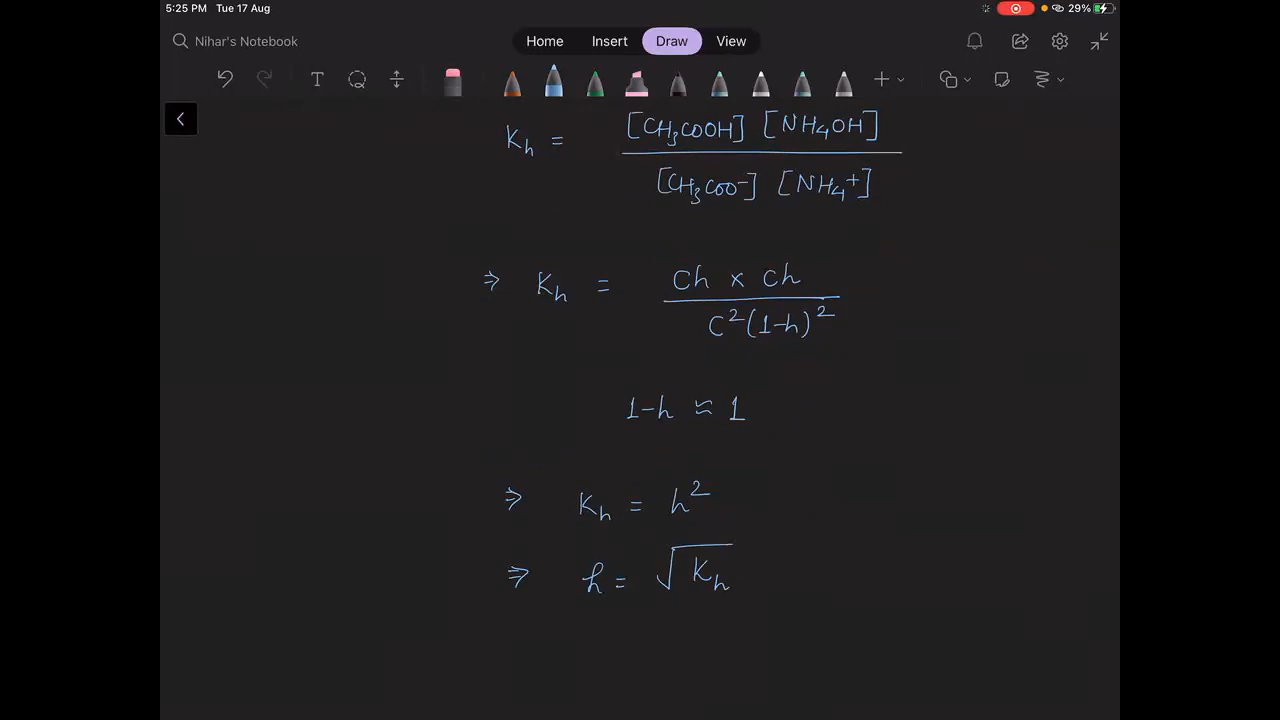 5:25 PM Tue 17 Aug 29%
Nihar's Notebook Home Insert Draw View
T
Kh = [CH3COOH] [NH4OH]
[CH3COO-] [NH4+]
⇒ Kh = Ch x Ch
C²(1-h)²
1-h ≈ 1
⇒ Kh = h²
⇒ h = √Kh